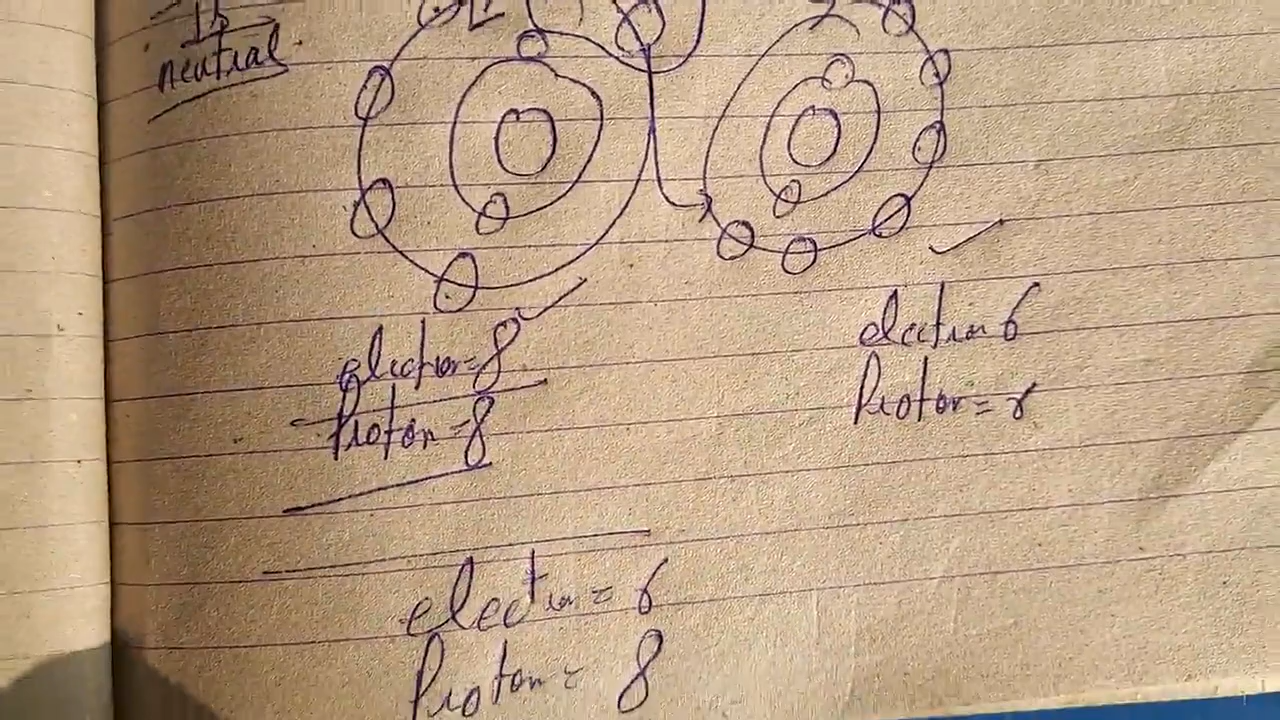 neutral
electron=8
Proton=8
electron 6
Proton=8
electron=6
Proton=8